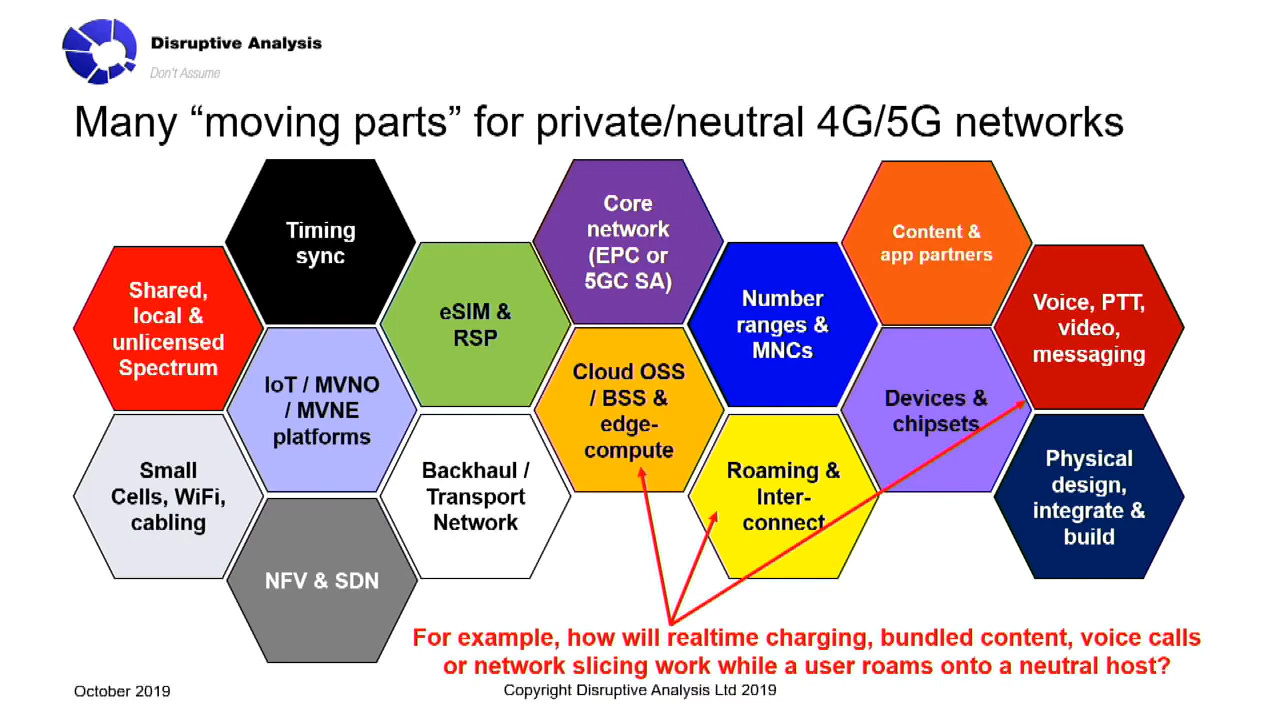 Disruptive Analysis
Don't Assume
Many “moving parts” for private/neutral 4G/5G networks
Timing
sync
Core
network
(EPC or
5GC SA)
Content &
app partners
Shared,
local &
unlicensed
Spectrum
eSIM &
RSP
Number
ranges &
MNCs
Voice, PTT,
video,
messaging
IoT / MVNO
/ MVNE
platforms
Cloud OSS
/ BSS &
edge-
compute
Devices &
chipsets
Small
Cells, WiFi,
cabling
Backhaul /
Transport
Network
Roaming &
Inter-
connect
Physical
design,
integrate &
build
NFV & SDN
For example, how will realtime charging, bundled content, voice calls
or network slicing work while a user roams onto a neutral host?
October 2019
Copyright Disruptive Analysis Ltd 2019